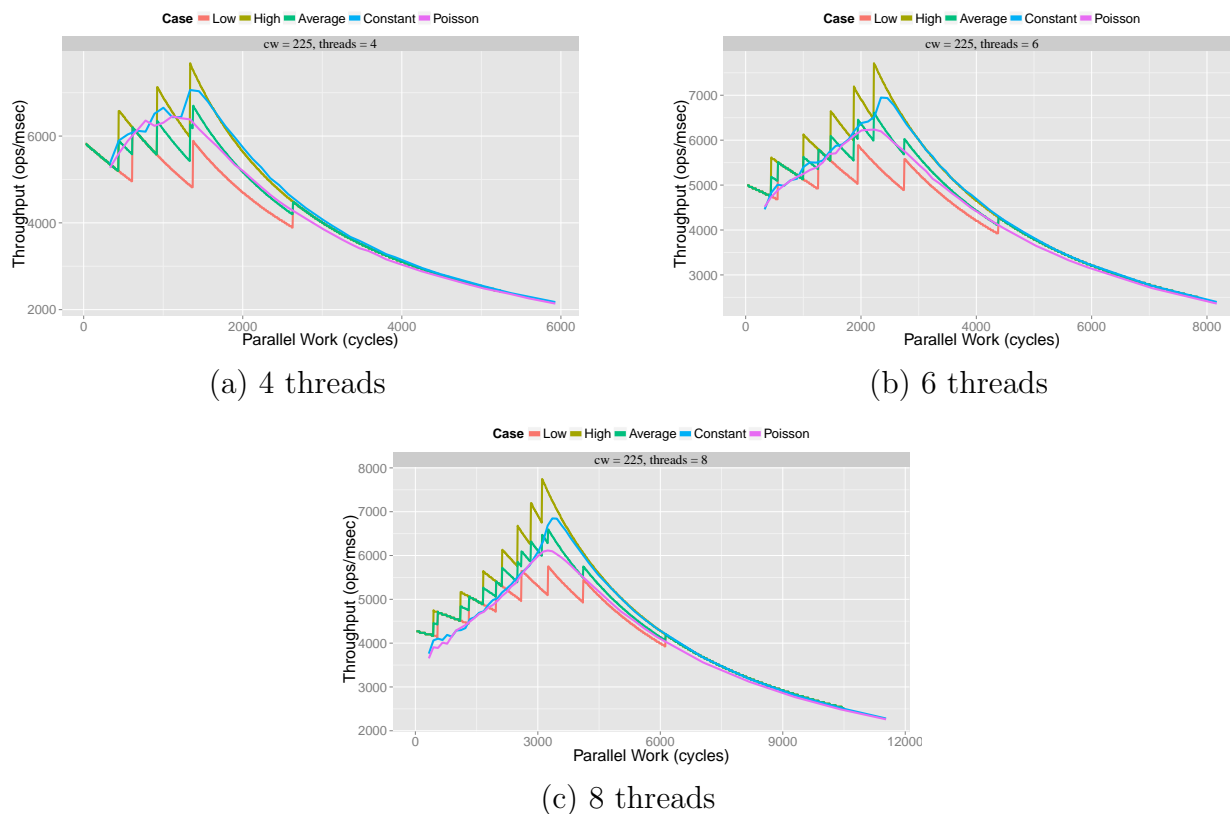 Case Low High Average Constant Poisson
cw = 225, threads = 4
Throughput (ops/msec)
6000
4000
2000
0 2000 4000 6000
Parallel Work (cycles)
(a) 4 threads
Case Low High Average Constant Poisson
cw = 225, threads = 6
Throughput (ops/msec)
7000
6000
5000
4000
3000
0 2000 4000 6000 8000
Parallel Work (cycles)
(b) 6 threads
Case Low High Average Constant Poisson
cw = 225, threads = 8
Throughput (ops/msec)
8000
7000
6000
5000
4000
3000
2000
0 3000 6000 9000 12000
Parallel Work (cycles)
(c) 8 threads